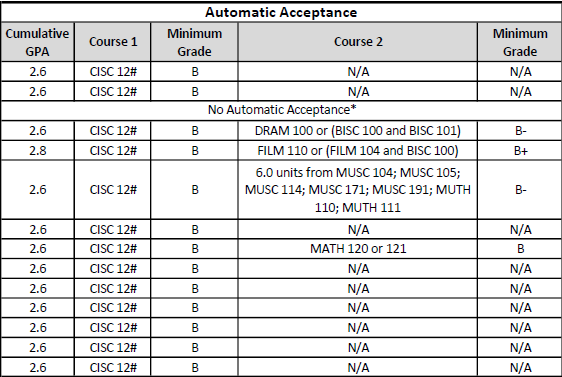 Automatic Acceptance
Cumulative GPA Course 1 Minimum Grade Course 2 Minimum Grade
2.6 CISC 12# B N/A N/A
2.6 CISC 12# B N/A N/A
No Automatic Acceptance*
2.6 CISC 12# B DRAM 100 or (BISC 100 and BISC 101) B-
2.8 CISC 12# B FILM 110 or (FILM 104 and BISC 100) B+
2.6 CISC 12# B 6.0 units from MUSC 104; MUSC 105; MUSC 114; MUSC 171; MUSC 191; MUTH 110; MUTH 111 B-
2.6 CISC 12# B N/A N/A
2.6 CISC 12# B MATH 120 or 121 B
2.6 CISC 12# B N/A N/A
2.6 CISC 12# B N/A N/A
2.6 CISC 12# B N/A N/A
2.6 CISC 12# B N/A N/A
2.6 CISC 12# B N/A N/A
2.6 CISC 12# B N/A N/A